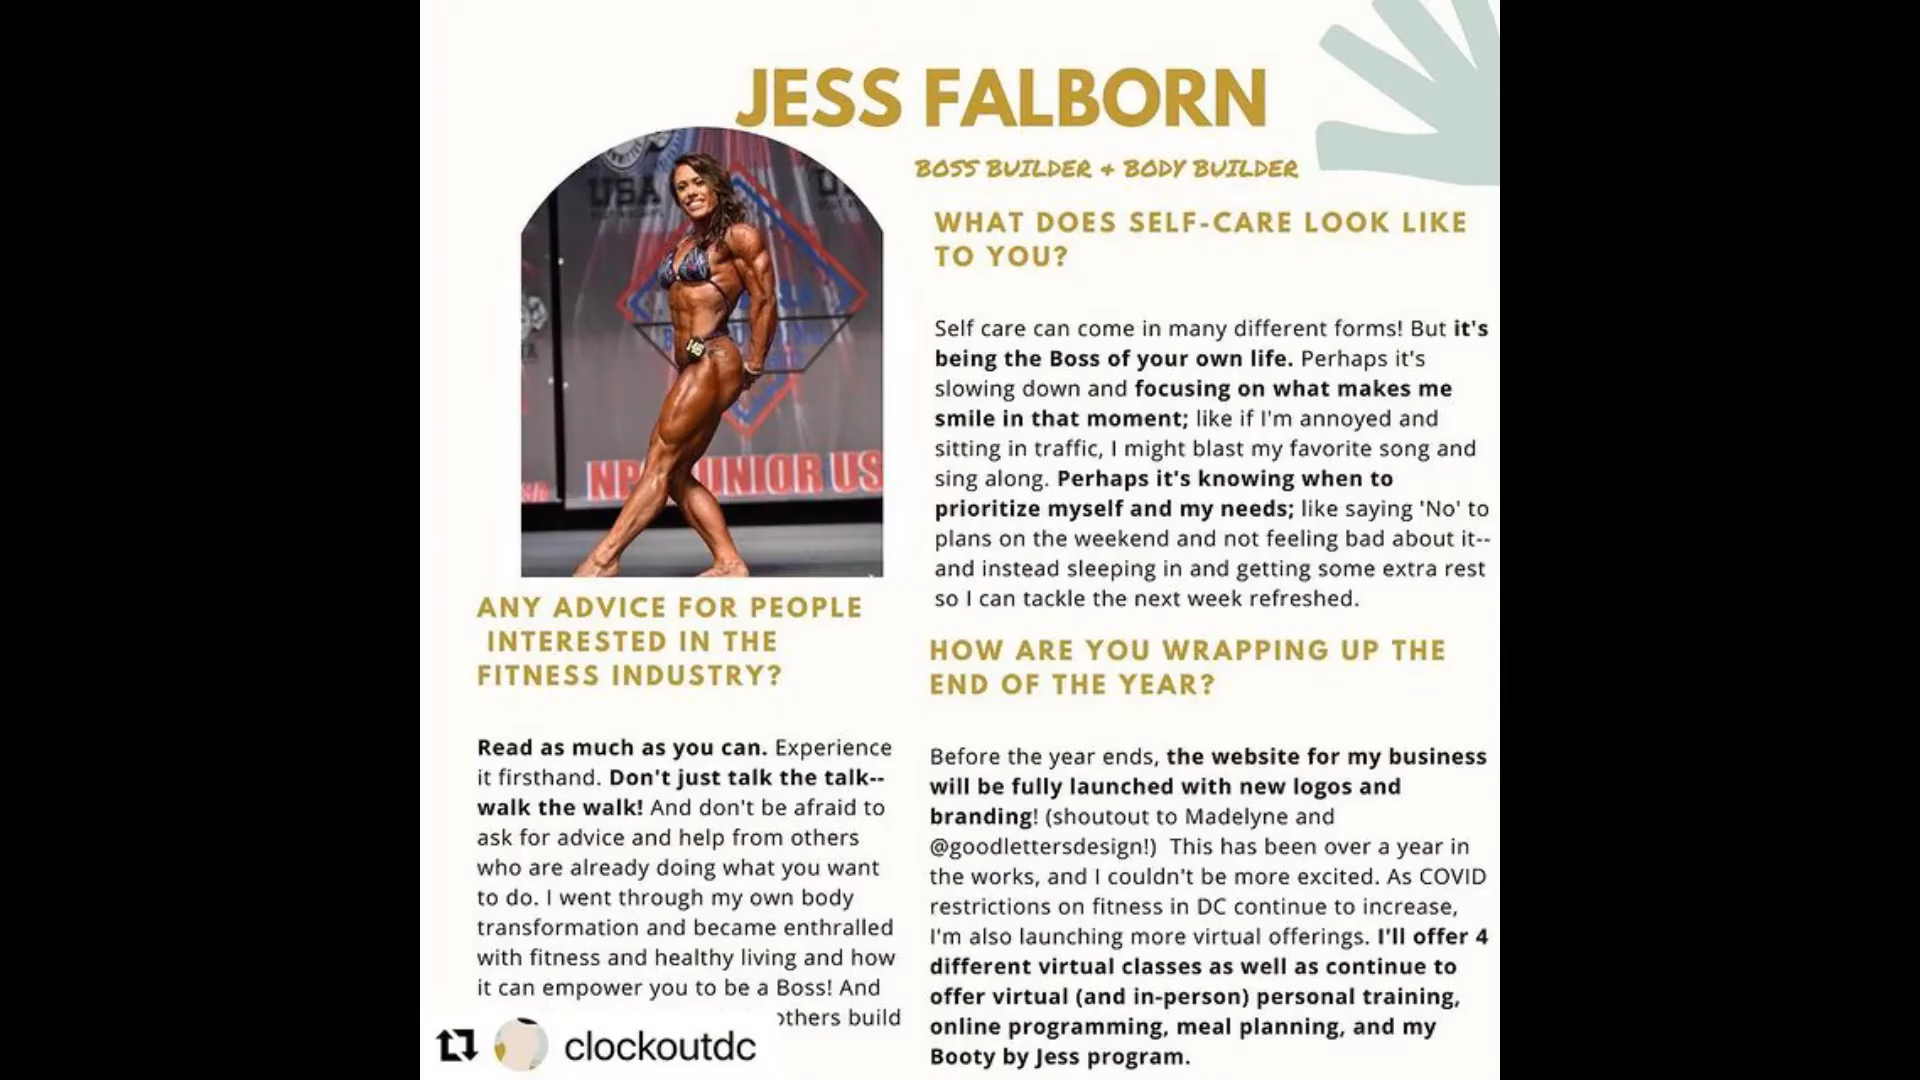 JESS FALBORN
BOSS BUILDER + BODY BUILDER
USA
146
NPC JUNIOR US
WHAT DOES SELF-CARE LOOK LIKE
TO YOU?
Self care can come in many different forms! But it's
being the Boss of your own life. Perhaps it's
slowing down and focusing on what makes me
smile in that moment; like if I'm annoyed and
sitting in traffic, I might blast my favorite song and
sing along. Perhaps it's knowing when to
prioritize myself and my needs; like saying 'No' to
plans on the weekend and not feeling bad about it--
and instead sleeping in and getting some extra rest
so I can tackle the next week refreshed.
ANY ADVICE FOR PEOPLE
INTERESTED IN THE
FITNESS INDUSTRY?
Read as much as you can. Experience
it firsthand. Don't just talk the talk--
walk the walk! And don't be afraid to
ask for advice and help from others
who are already doing what you want
to do. I went through my own body
transformation and became enthralled
with fitness and healthy living and how
it can empower you to be a Boss! And
others build
HOW ARE YOU WRAPPING UP THE
END OF THE YEAR?
Before the year ends, the website for my business
will be fully launched with new logos and
branding! (shoutout to Madelyne and
@goodlettersdesign!) This has been over a year in
the works, and I couldn't be more excited. As COVID
restrictions on fitness in DC continue to increase,
I'm also launching more virtual offerings. I'll offer 4
different virtual classes as well as continue to
offer virtual (and in-person) personal training,
online programming, meal planning, and my
Booty by Jess program.
clockoutdc